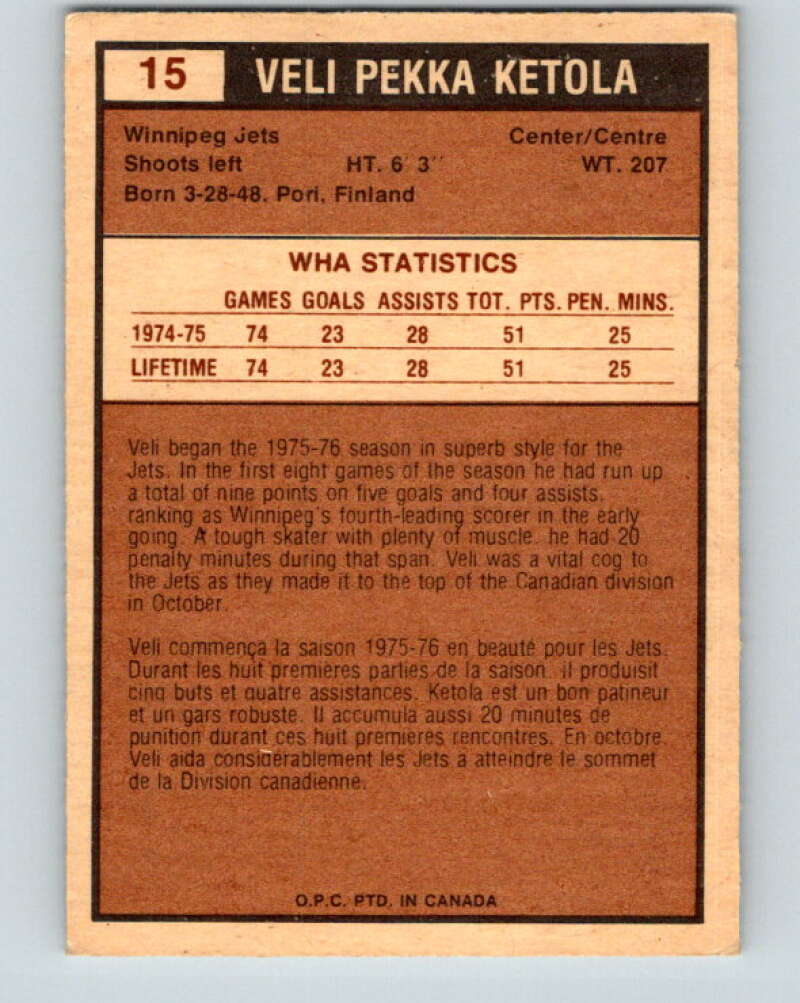 15 VELI PEKKA KETOLA
Winnipeg Jets Center/Centre
Shoots left HT. 6' 3'' WT. 207
Born 3-28-48, Pori, Finland
WHA STATISTICS
GAMES GOALS ASSISTS TOT. PTS. PEN. MINS.
1974-75 74 23 28 51 25
LIFETIME 74 23 28 51 25
Veli began the 1975-76 season in superb style for the
Jets. In the first eight games of the season he had run up
a total of nine points on five goals and four assists,
ranking as Winnipeg's fourth-leading scorer in the early
going. A tough skater with plenty of muscle, he had 20
penalty minutes during that span. Veli was a vital cog to
the Jets as they made it to the top of the Canadian division
in October.
Veli commença la saison 1975-76 en beauté pour les Jets.
Durant les huit premières parties de la saison, il produisit
cinq buts et quatre assistances. Ketola est un bon patineur
et un gars robuste. Il accumula aussi 20 minutes de
punition durant ces huit premières rencontres. En octobre,
Veli aida considérablement les Jets à atteindre le sommet
de la Division canadienne.
O.P.C. PTD. IN CANADA